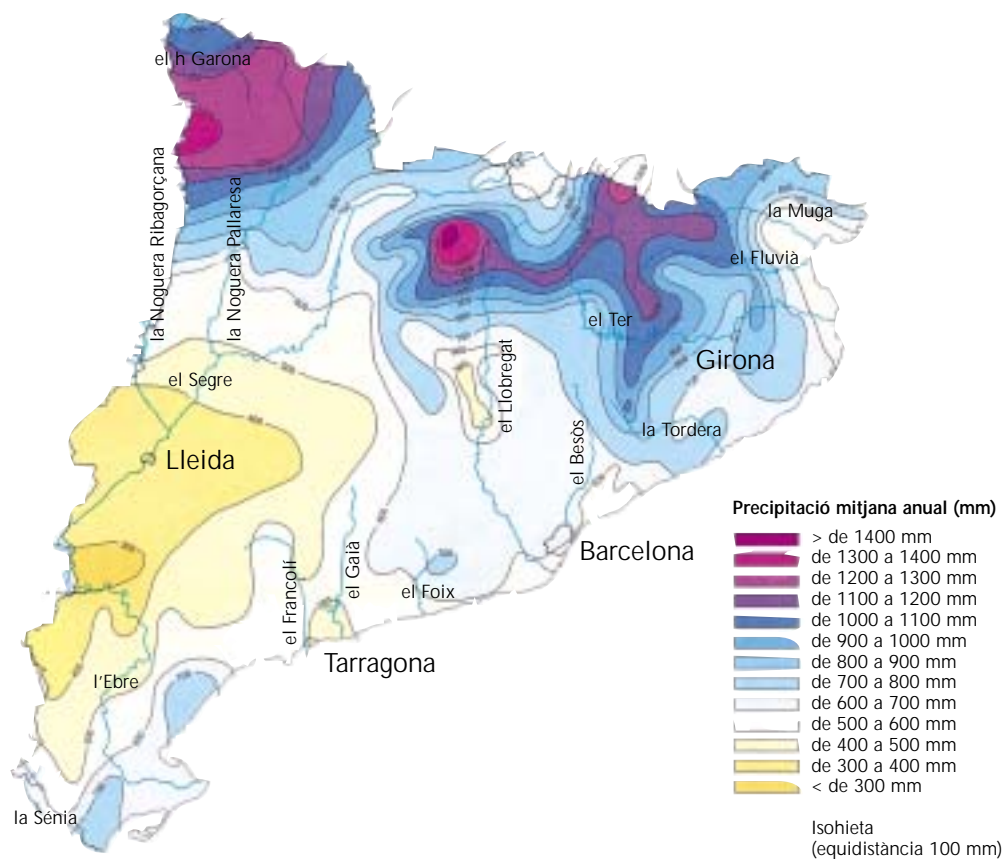 el h Garona
la Noguera Ribagorçana
la Noguera Pallaresa
la Muga
el Fluvià
el Ter
Girona
el Segre
el Llobregat
la Tordera
el Besòs
Lleida
Barcelona
el Gaià
el Francolí
el Foix
Tarragona
l'Ebre
la Sénia
Precipitació mitjana anual (mm)
> de 1400 mm
de 1300 a 1400 mm
de 1200 a 1300 mm
de 1100 a 1200 mm
de 1000 a 1100 mm
de 900 a 1000 mm
de 800 a 900 mm
de 700 a 800 mm
de 600 a 700 mm
de 500 a 600 mm
de 400 a 500 mm
de 300 a 400 mm
< de 300 mm
Isohieta
(equidistància 100 mm)